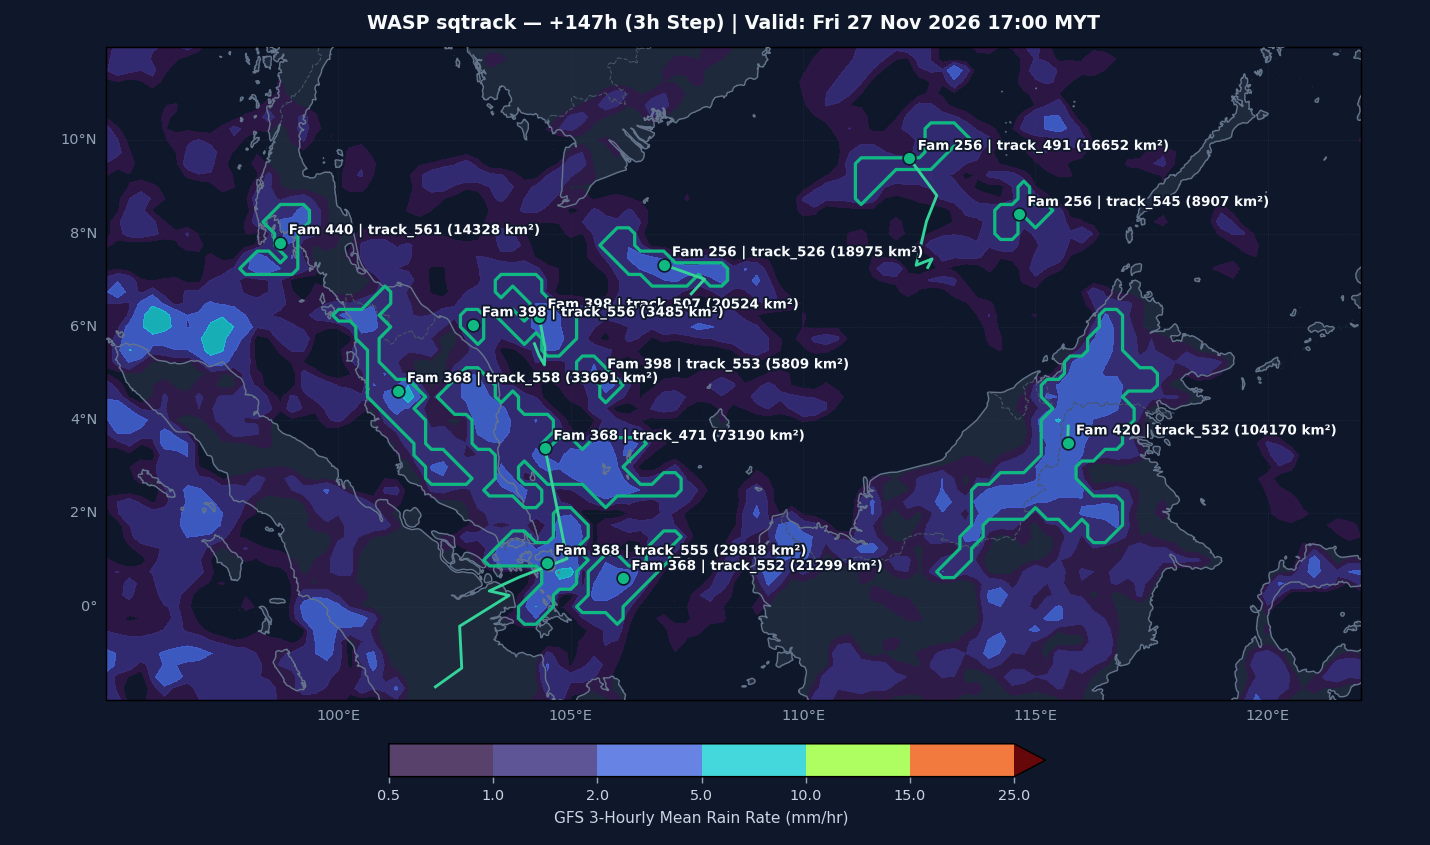 WASP sqtrack — +147h (3h Step) | Valid: Fri 27 Nov 2026 17:00 MYT
10°N
8°N
6°N
4°N
2°N
0°
Fam 256 | track_491 (16652 km²)
Fam 256 | track_545 (8907 km²)
Fam 440 | track_561 (14328 km²)
Fam 256 | track_526 (18975 km²)
Fam 398 | track_507 (20524 km²)
Fam 398 | track_556 (3485 km²)
Fam 398 | track_553 (5809 km²)
Fam 368 | track_558 (33691 km²)
Fam 420 | track_532 (104170 km²)
Fam 368 | track_471 (73190 km²)
Fam 368 | track_555 (29818 km²)
Fam 368 | track_552 (21299 km²)
100°E 105°E 110°E 115°E 120°E
0.5 1.0 2.0 5.0 10.0 15.0 25.0
GFS 3-Hourly Mean Rain Rate (mm/hr)